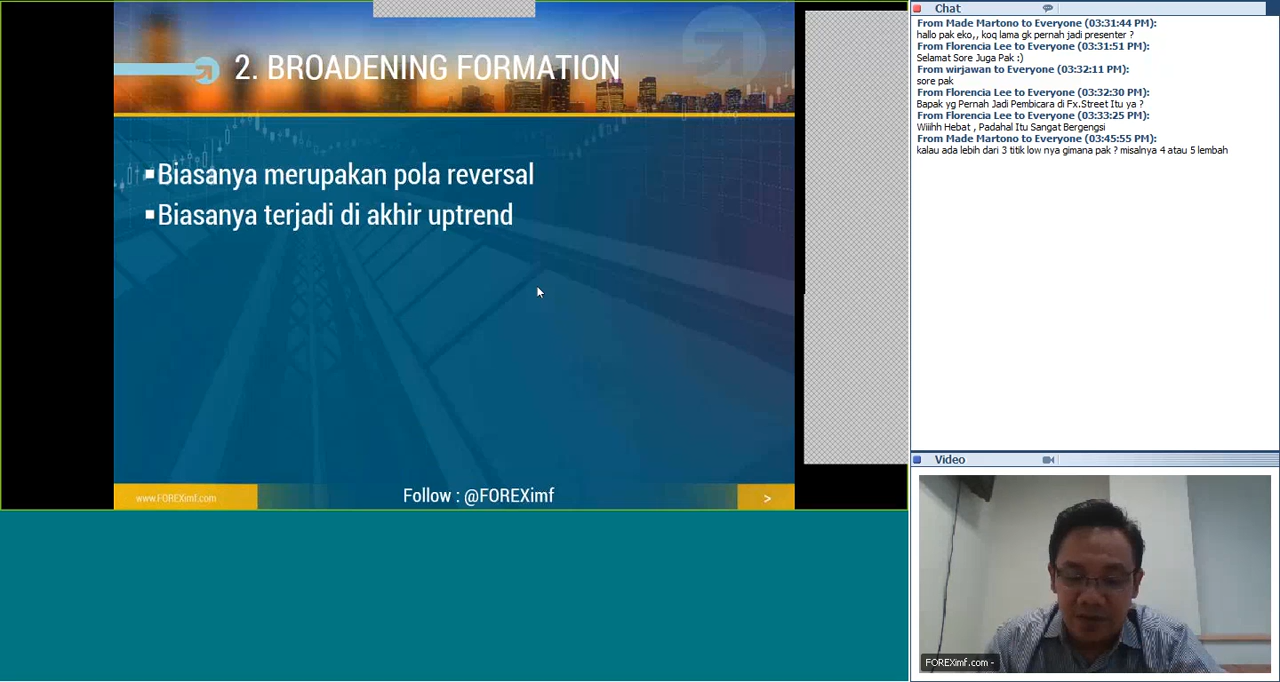 2. BROADENING FORMATION
▪Biasanya merupakan pola reversal
▪Biasanya terjadi di akhir uptrend
www.FOREXimf.com
Follow : @FOREXimf
>
Chat
From Made Martono to Everyone (03:31:44 PM):
hallo pak eko,, koq lama gk pernah jadi presenter ?
From Florencia Lee to Everyone (03:31:51 PM):
Selamat Sore Juga Pak :)
From wirjawan to Everyone (03:32:11 PM):
sore pak
From Florencia Lee to Everyone (03:32:30 PM):
Bapak yg Pernah Jadi Pembicara di Fx.Street Itu ya ?
From Florencia Lee to Everyone (03:33:25 PM):
Wiiihh Hebat , Padahal Itu Sangat Bergengsi
From Made Martono to Everyone (03:45:55 PM):
kalau ada lebih dari 3 titik low nya gimana pak ? misalnya 4 atau 5 lembah
Video
FOREXimf.com -